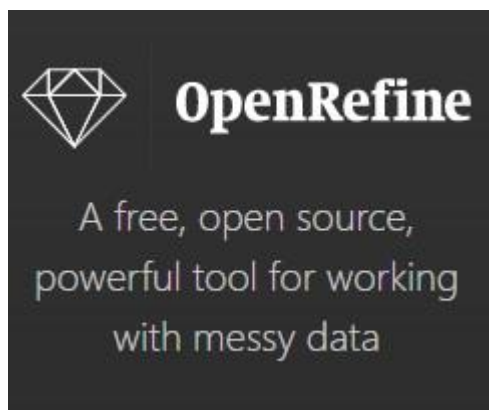 OpenRefine
A free, open source,
powerful tool for working
with messy data